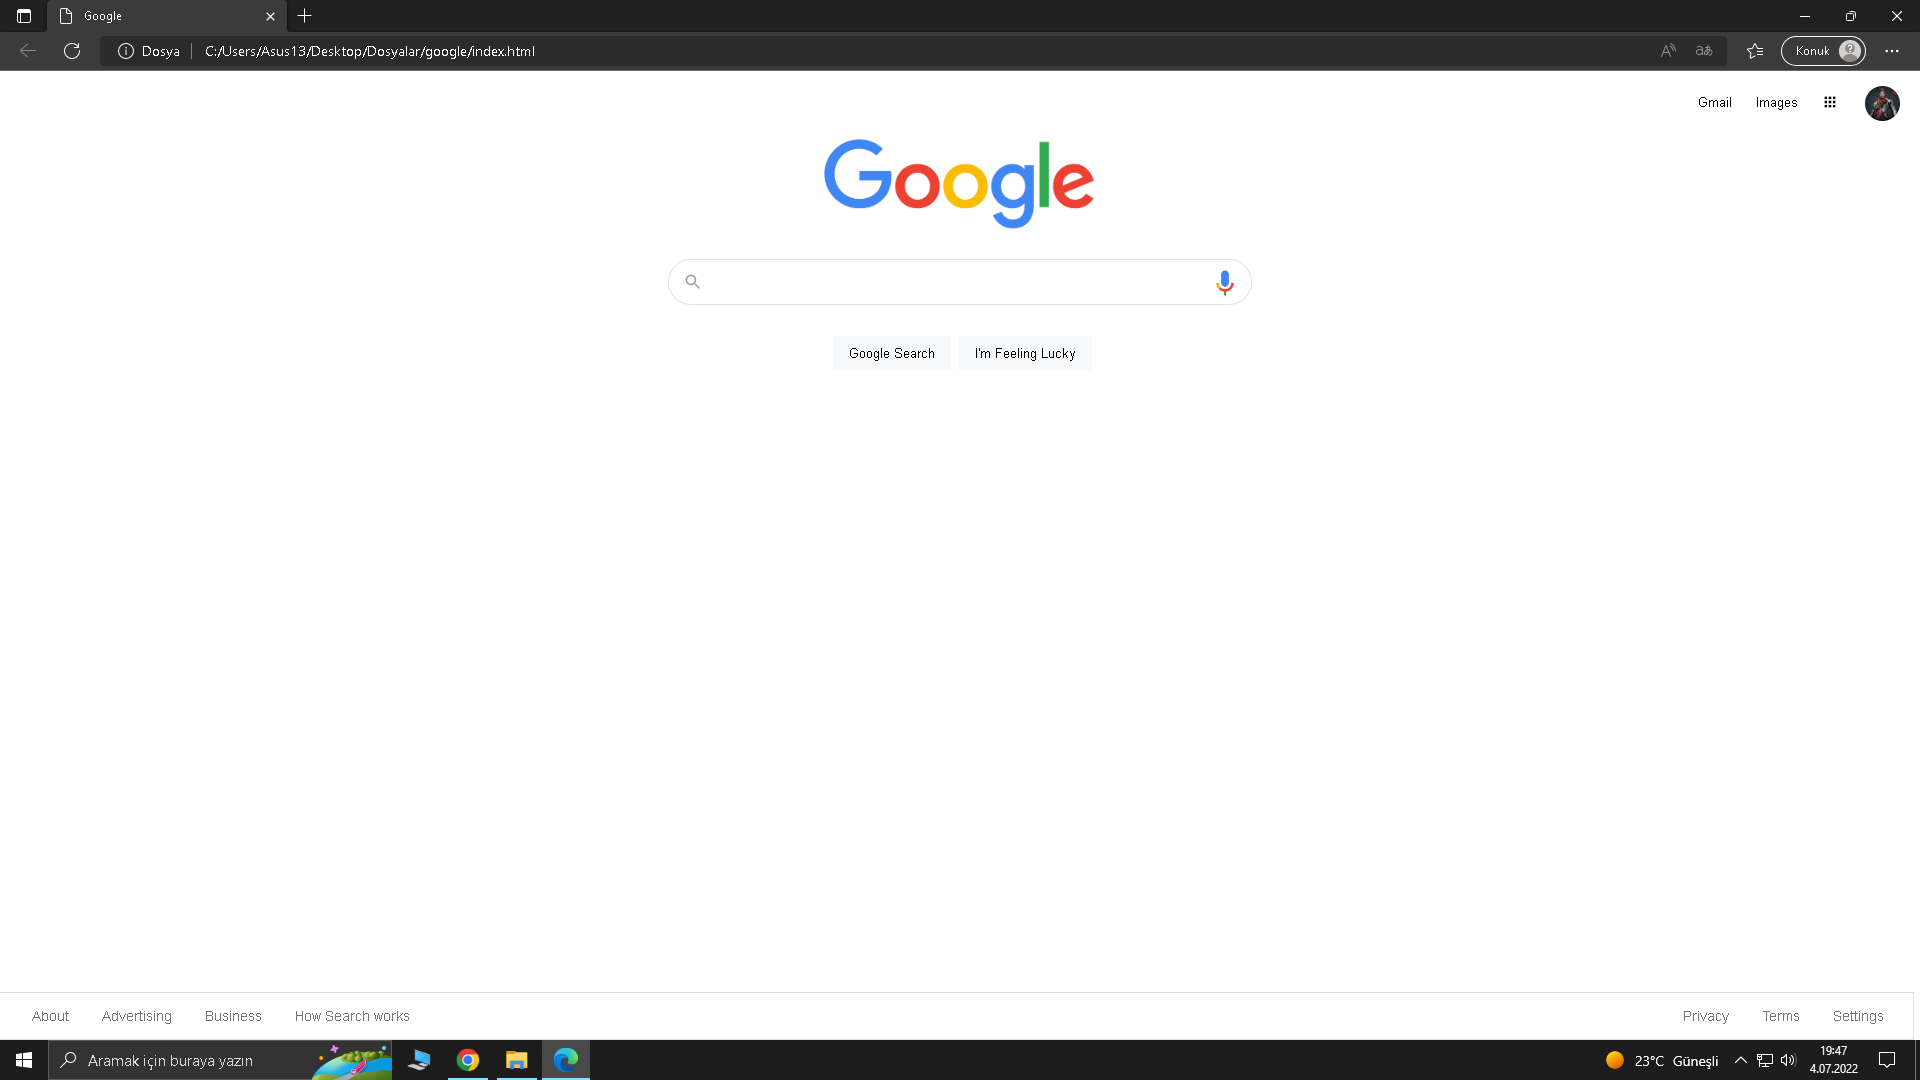 Google
Dosya C:/Users/Asus13/Desktop/Dosyalar/google/index.html
Konuk
Gmail Images
Google
Google Search I'm Feeling Lucky
About Advertising Business How Search works Privacy Terms Settings
Aramak için buraya yazın
23°C Güneşli
19:47
4.07.2022